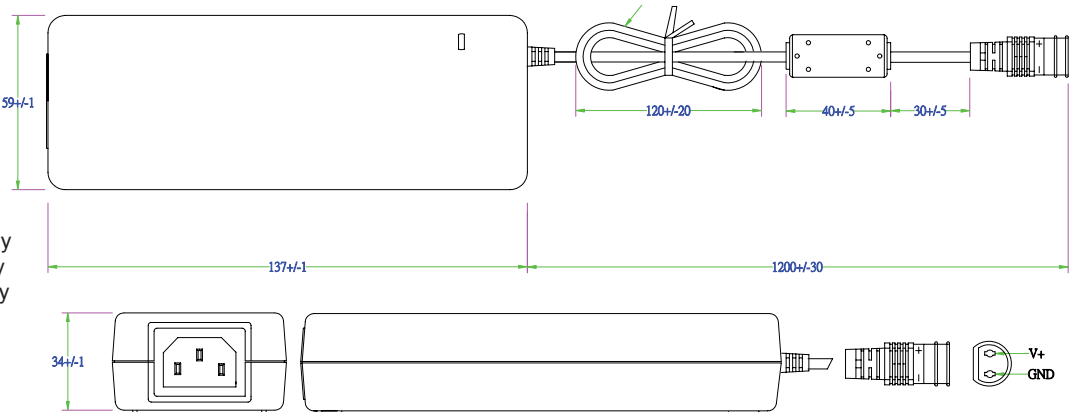 59+/-1
120+/-20
40+/-5
30+/-5
+
-
y
y
y
137+/-1
1200+/-30
34+/-1
+
-
V+
GND